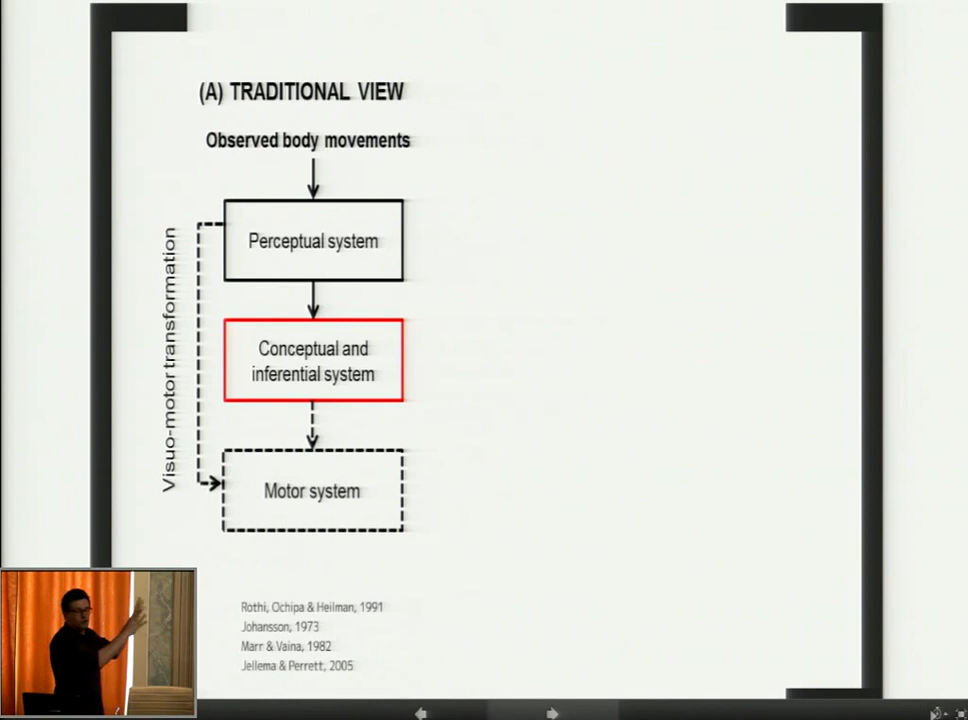 (A) TRADITIONAL VIEW
Observed body movements
Perceptual system
Visuo-motor transformation
Conceptual and
inferential system
Motor system
Rothi, Ochipa & Heilman, 1991
Johansson, 1973
Marr & Vaina, 1982
Jellema & Perrett, 2005